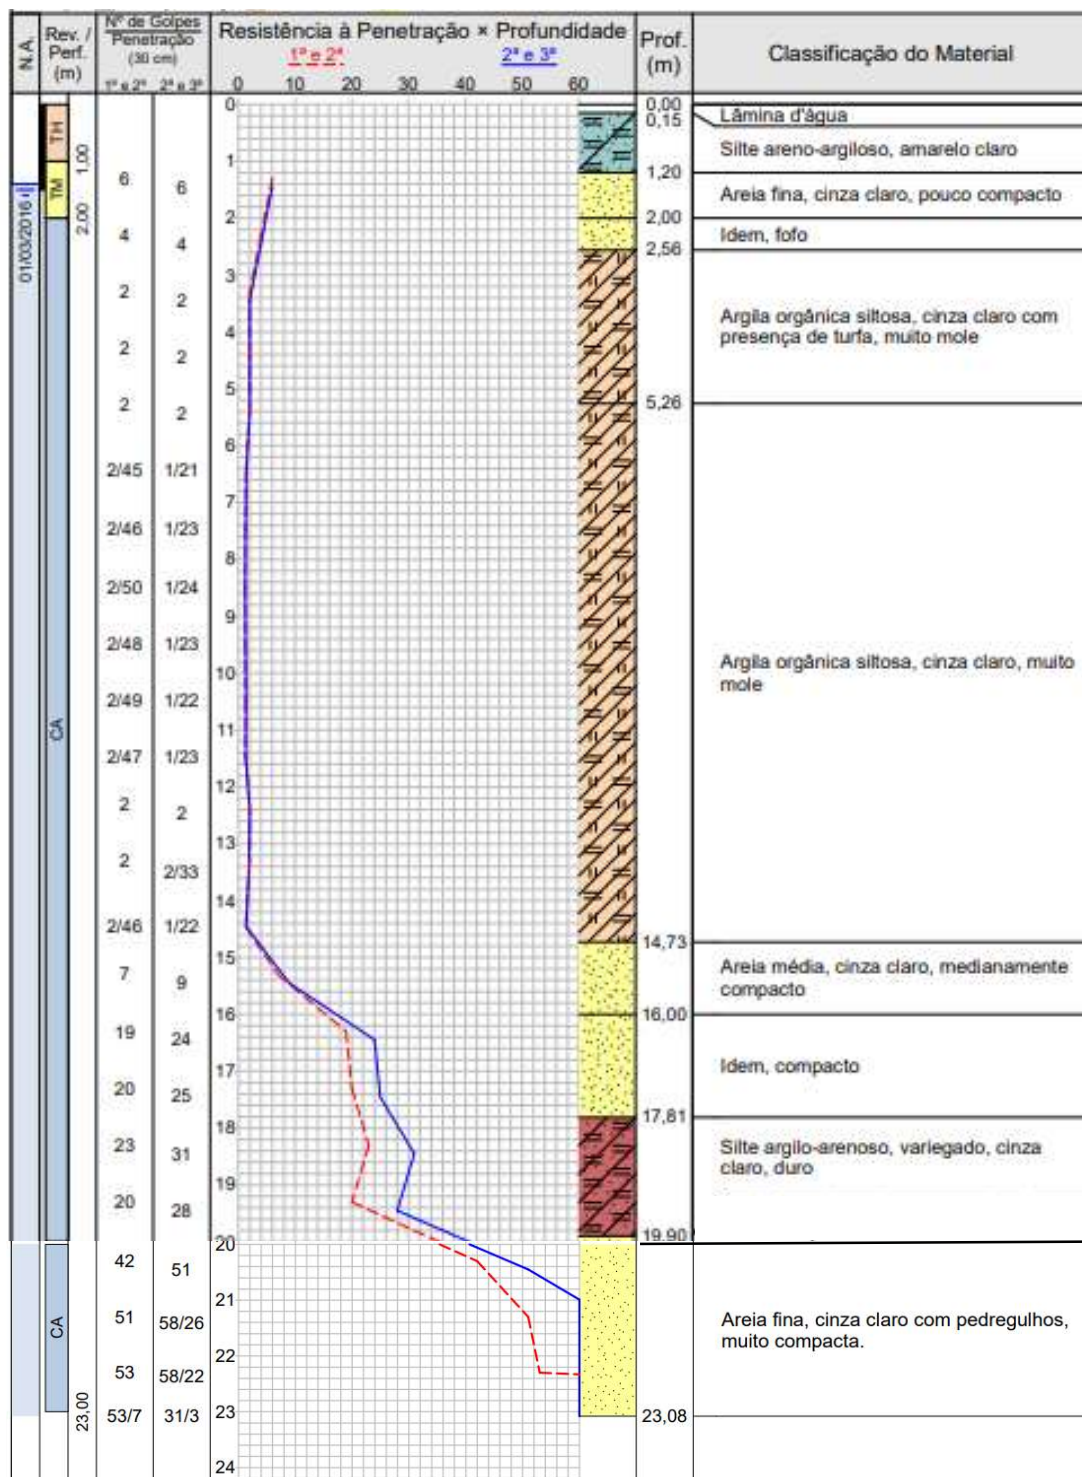 N.A.
Rev. /
Perf.
(m)
Nº de Golpes
Penetração
(30 cm)
1ª e 2ª 2ª e 3ª
Resistência à Penetração × Profundidade
1ª e 2ª 2ª e 3ª
0 10 20 30 40 50 60
Prof.
(m)
Classificação do Material
0 0,00
0,15 Lâmina d'água
TH
Silte areno-argiloso, amarelo claro
1,00
1 1,20
6 6
TM
Areia fina, cinza claro, pouco compacto
01/03/2016
2,00
2 2,00
4 4 Idem, fofo
2,56
3
2 2
Argila orgânica siltosa, cinza claro com
presença de turfa, muito mole
4
2 2
5 5,26
2 2
6
2/45 1/21
7
2/46 1/23
8
2/50 1/24
9
2/48 1/23
Argila orgânica siltosa, cinza claro, muito
mole
10
2/49 1/22
CA
11
2/47 1/23
12
2 2
13
2 2/33
14
2/46 1/22
14,73
15
7 9
Areia média, cinza claro, medianamente
compacto
16 16,00
19 24
Idem, compacto
17
20 25
17,81
18
23 31
Silte argilo-arenoso, variegado, cinza
claro, duro
19
20 28
19,90
20
20
42 51
21
CA
51 58/26
Areia fina, cinza claro com pedregulhos,
muito compacta.
22
53 58/22
23,00
23
53/7 31/3 23,08
24